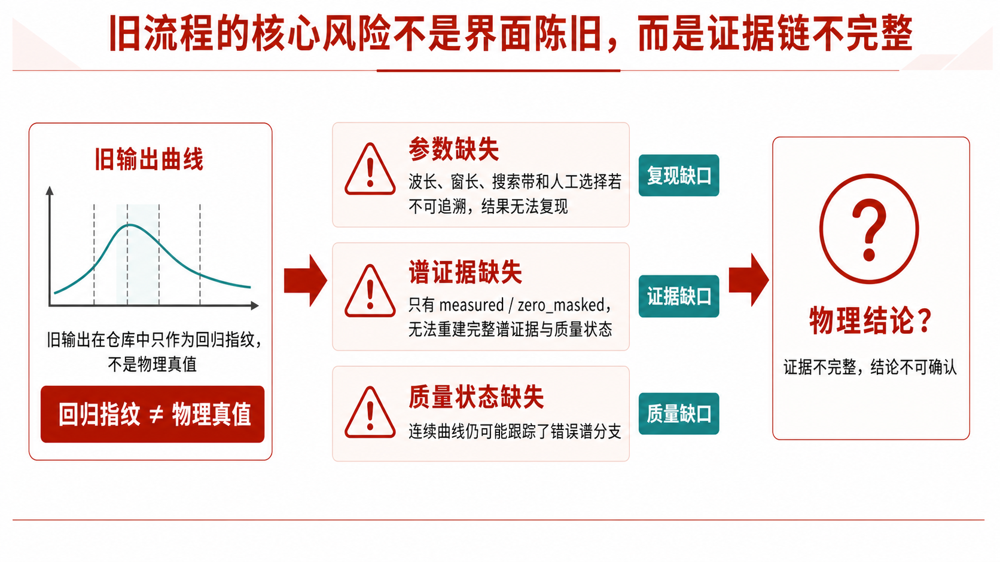 旧流程的核心风险不是界面陈旧，而是证据链不完整
旧输出曲线
旧输出在仓库中只作为回归指纹，
不是物理真值
回归指纹 ≠ 物理真值
参数缺失
波长、窗长、搜索带和人工选择若
不可追溯，结果无法复现
复现缺口
谱证据缺失
只有 measured / zero_masked，
无法重建完整谱证据与质量状态
证据缺口
质量状态缺失
连续曲线仍可能跟踪了错误谱分支
质量缺口
?
物理结论？
证据不完整，结论不可确认